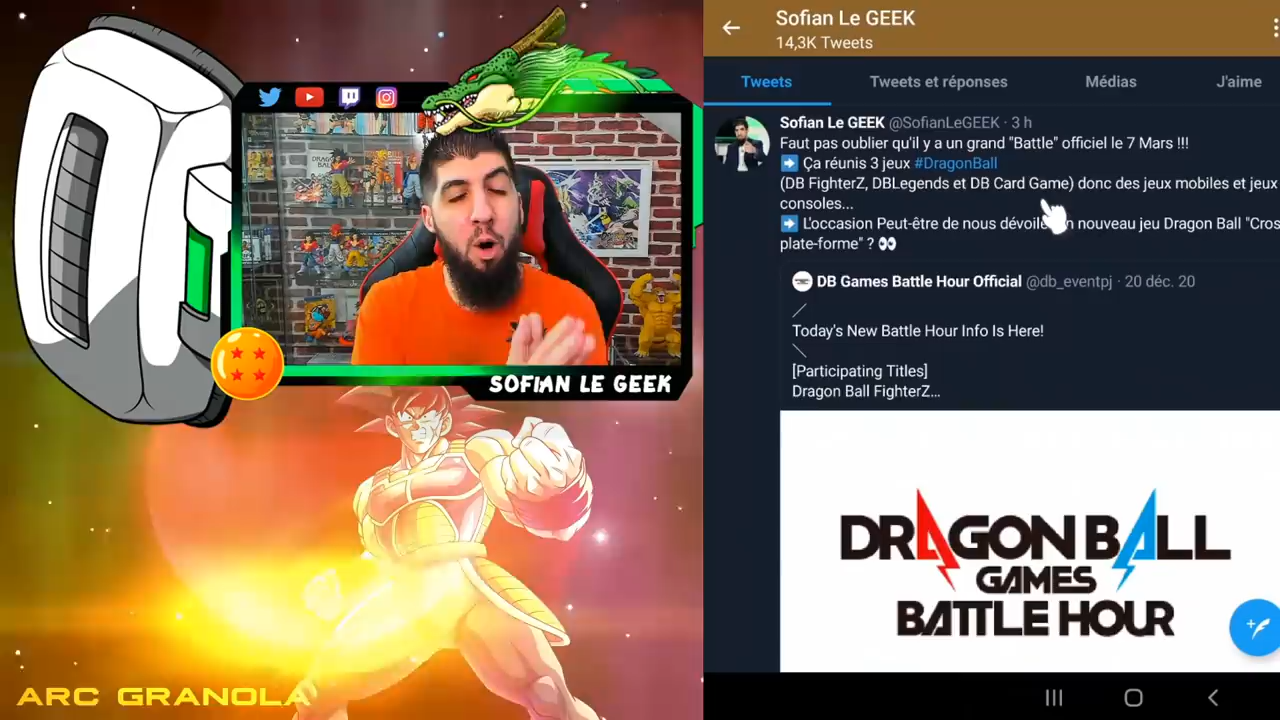 Sofian Le GEEK
14,3K Tweets
Tweets
Tweets et réponses
Médias
J'aime
Sofian Le GEEK @SofianLeGEEK · 3 h
Faut pas oublier qu'il y a un grand "Battle" officiel le 7 Mars !!!
➡ Ça réunis 3 jeux #DragonBall
(DB FighterZ, DBLegends et DB Card Game) donc des jeux mobiles et jeux
consoles...
➡ L'occasion Peut-être de nous dévoile nouveau jeu Dragon Ball "Cros
plate-forme" ? 👀
DB Games Battle Hour Official @db_eventpj · 20 déc. 20
／
Today's New Battle Hour Info Is Here!
＼
[Participating Titles]
Dragon Ball FighterZ...
DRAGON BALL
GAMES
BATTLE HOUR
SOFIAN LE GEEK
ARC GRANOLA